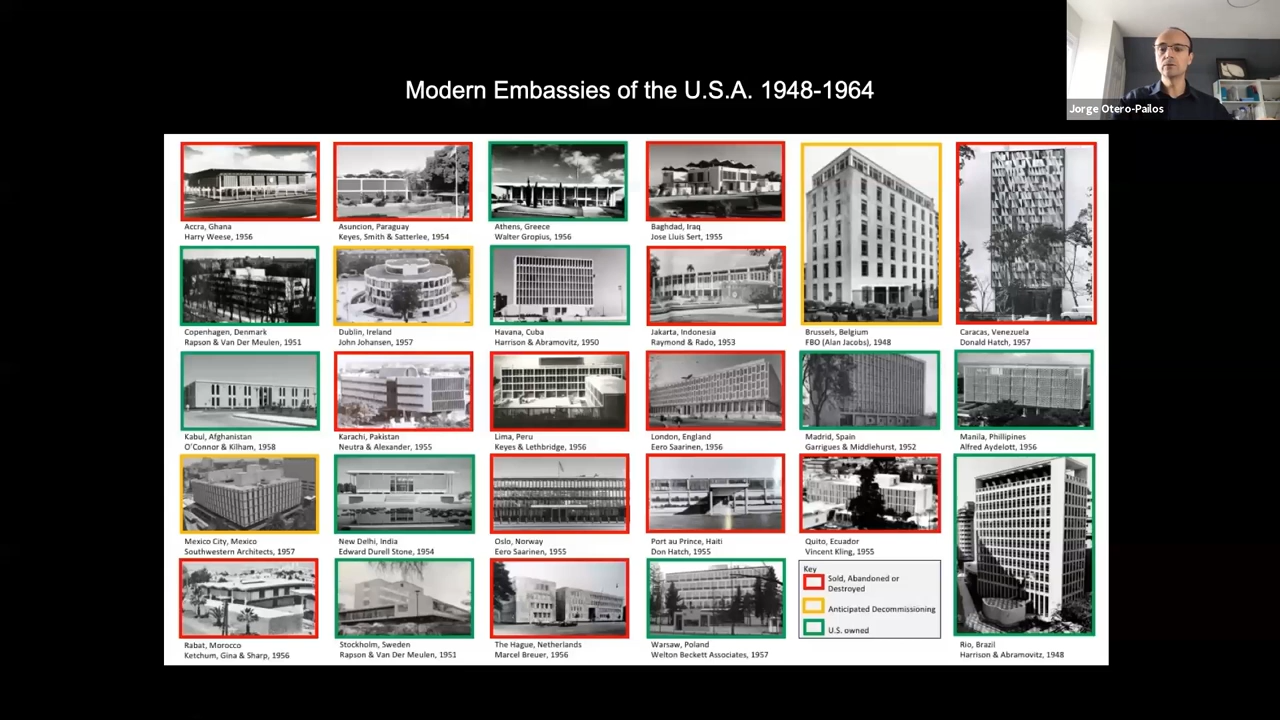 Modern Embassies of the U.S.A. 1948-1964
Jorge Otero-Pailos
Accra, Ghana
Harry Weese, 1956
Asuncion, Paraguay
Keyes, Smith & Satterlee, 1954
Athens, Greece
Walter Gropius, 1956
Baghdad, Iraq
Jose Lluis Sert, 1955
Copenhagen, Denmark
Rapson & Van Der Meulen, 1951
Dublin, Ireland
John Johansen, 1957
Havana, Cuba
Harrison & Abramovitz, 1950
Jakarta, Indonesia
Raymond & Rado, 1953
Brussels, Belgium
FBO (Alan Jacobs), 1948
Caracas, Venezuela
Donald Hatch, 1957
Kabul, Afghanistan
O'Connor & Kilham, 1958
Karachi, Pakistan
Neutra & Alexander, 1955
Lima, Peru
Keyes & Lethbridge, 1956
London, England
Eero Saarinen, 1956
Madrid, Spain
Garrigues & Middlehurst, 1952
Manila, Phillipines
Alfred Aydelott, 1956
Mexico City, Mexico
Southwestern Architects, 1957
New Delhi, India
Edward Durell Stone, 1954
Oslo, Norway
Eero Saarinen, 1955
Port au Prince, Haiti
Don Hatch, 1955
Quito, Ecuador
Vincent Kling, 1955
Rabat, Morocco
Ketchum, Gina & Sharp, 1956
Stockholm, Sweden
Rapson & Van Der Meulen, 1951
The Hague, Netherlands
Marcel Breuer, 1956
Warsaw, Poland
Welton Beckett Associates, 1957
Key
Sold, Abandoned or
Destroyed
Anticipated Decommissioning
U.S. owned
Rio, Brazil
Harrison & Abramovitz, 1948